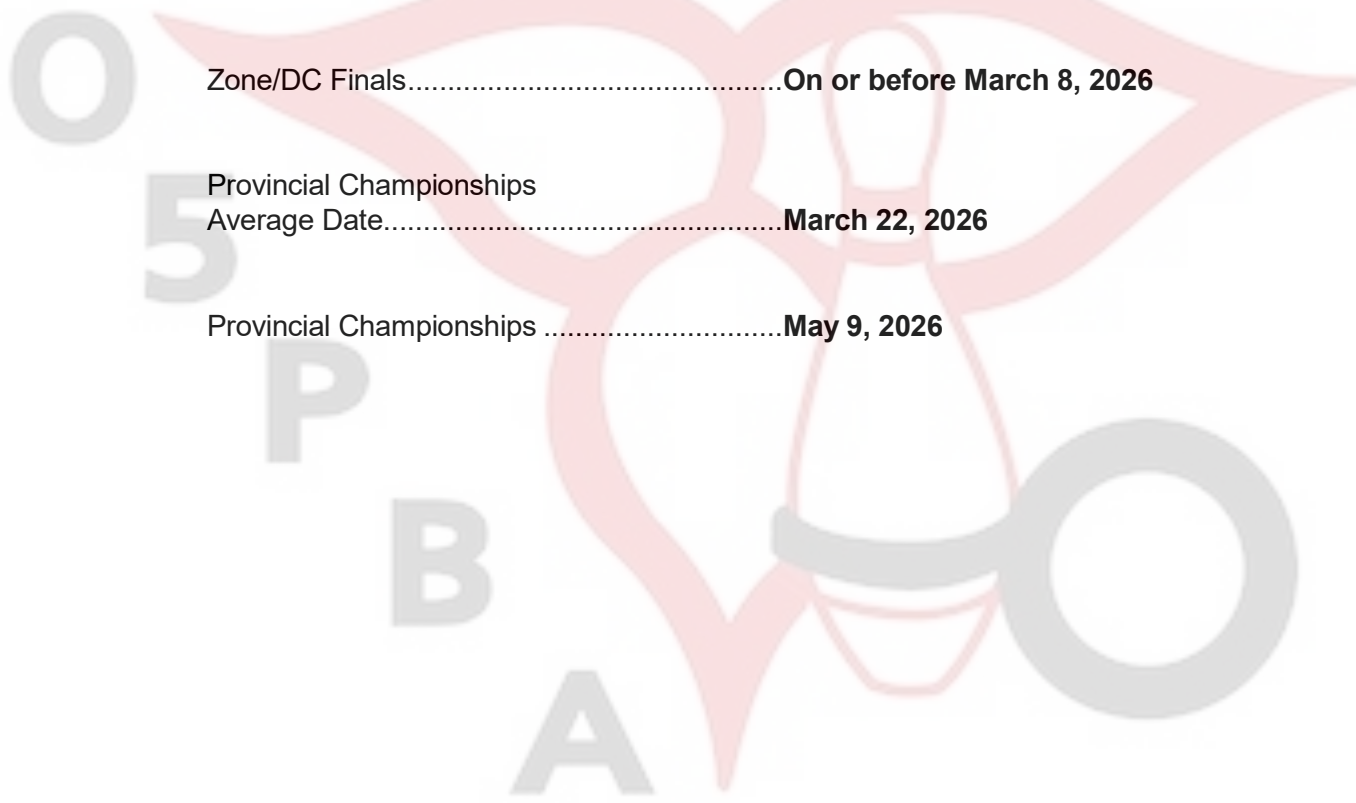 Zone/DC Finals...............................................On or before March 8, 2026
Provincial Championships
Average Date..................................................March 22, 2026
Provincial Championships ..............................May 9, 2026
O
5
P
B
A